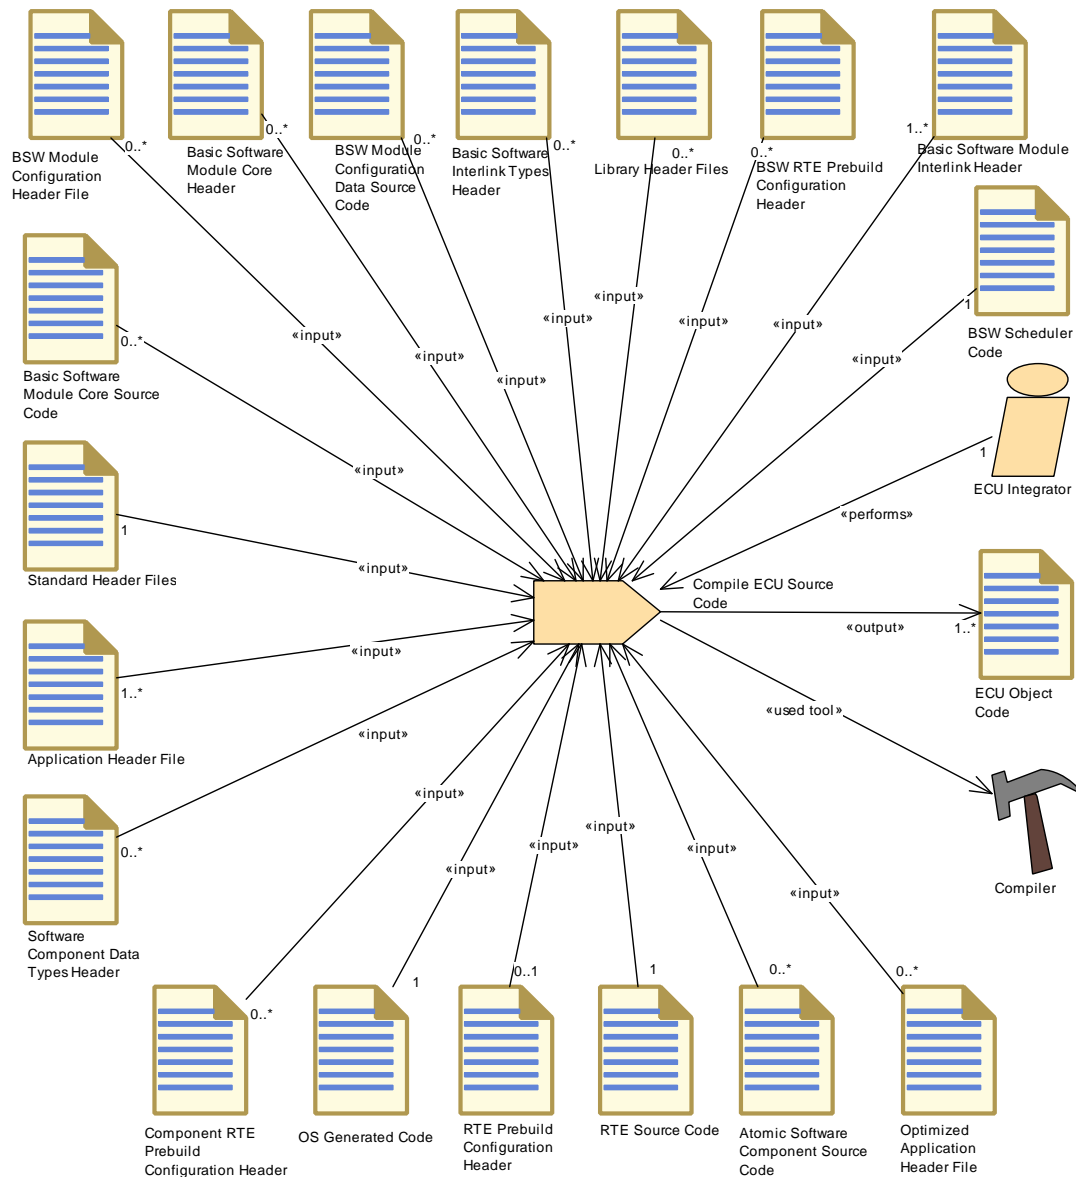 0..*
BSW Module
Configuration
Header File
0..*
Basic Software
Module Core
Header
0..*
BSW Module
Configuration
Data Source
Code
0..*
Basic Software
Interlink Types
Header
0..*
Library Header Files
0..*
BSW RTE Prebuild
Configuration
Header
1..*
Basic Software Module
Interlink Header
1
BSW Scheduler
Code
0..*
Basic Software
Module Core Source
Code
«input»
«input»
«input»
«input»
«input»
«input»
«input»
«input»
«input»
1
ECU Integrator
«performs»
1
Standard Header Files
«input»
Compile ECU Source
Code
«output»
1..*
ECU Object
Code
«input»
1..*
Application Header File
«used tool»
Compiler
«input»
0..*
Software
Component Data
Types Header
«input»
«input»
«input»
«input»
«input»
«input»
0..*
Component RTE
Prebuild
Configuration Header
1
OS Generated Code
0..1
RTE Prebuild
Configuration
Header
1
RTE Source Code
0..*
Atomic Software
Component Source
Code
0..*
Optimized
Application
Header File